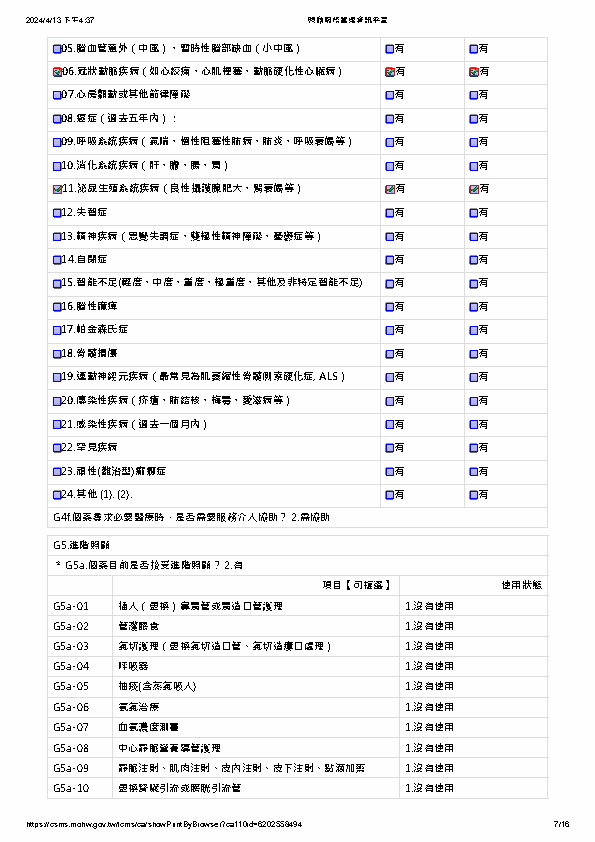 2024/4/13 下午4:37 照顧服務管理資訊平臺
05.腦血管意外（中風）、暫時性腦部缺血（小中風） 有 有
06.冠狀動脈疾病（如心絞痛、心肌梗塞、動脈硬化性心臟病） 有 有
07.心房顫動或其他節律障礙 有 有
08.癌症（過去五年內）： 有 有
09.呼吸系統疾病（氣喘、慢性阻塞性肺病、肺炎、呼吸衰竭等） 有 有
10.消化系統疾病（肝、膽、腸、胃） 有 有
11.泌尿生殖系統疾病（良性攝護腺肥大、腎衰竭等） 有 有
12.失智症 有 有
13.精神疾病（思覺失調症、雙極性精神障礙、憂鬱症等） 有 有
14.自閉症 有 有
15.智能不足(輕度、中度、重度、極重度、其他及非特定智能不足) 有 有
16.腦性麻痺 有 有
17.帕金森氏症 有 有
18.脊髓損傷 有 有
19.運動神經元疾病（最常見為肌萎縮性脊髓側索硬化症, ALS） 有 有
20.傳染性疾病（疥瘡、肺結核、梅毒、愛滋病等） 有 有
21.感染性疾病（過去一個月內） 有 有
22.罕見疾病 有 有
23.頑性(難治型)癲癇症 有 有
24.其他 (1). (2). 有 有
G4f.個案尋求必要醫療時，是否需要服務介入協助？ 2.需協助
G5.進階照顧
* G5a.個案目前是否接受進階照顧？ 2.有
項目【可複選】 使用狀態
G5a-01 插入（更換）鼻胃管或胃造口管護理 1.沒有使用
G5a-02 管灌餵食 1.沒有使用
G5a-03 氣切護理（更換氣切造口管、氣切造瘻口處理） 1.沒有使用
G5a-04 呼吸器 1.沒有使用
G5a-05 抽痰(含蒸氣吸入) 1.沒有使用
G5a-06 氧氣治療 1.沒有使用
G5a-07 血氧濃度測量 1.沒有使用
G5a-08 中心靜脈營養導管護理 1.沒有使用
G5a-09 靜脈注射、肌肉注射、皮內注射、皮下注射、點滴加藥 1.沒有使用
G5a-10 更換腎臟引流或膀胱引流管 1.沒有使用
https://csms.mohw.gov.tw/lcms/ca/showPrintByBrowser?ca110id=6202558494 7/16